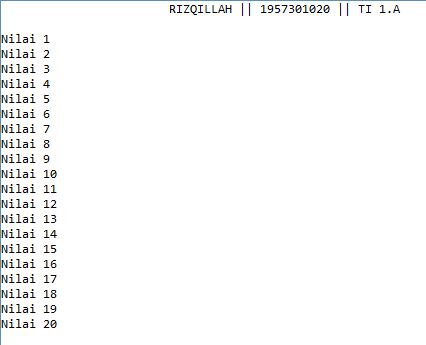 RIZQILLAH || 1957301020 || TI 1.A
Nilai 1
Nilai 2
Nilai 3
Nilai 4
Nilai 5
Nilai 6
Nilai 7
Nilai 8
Nilai 9
Nilai 10
Nilai 11
Nilai 12
Nilai 13
Nilai 14
Nilai 15
Nilai 16
Nilai 17
Nilai 18
Nilai 19
Nilai 20